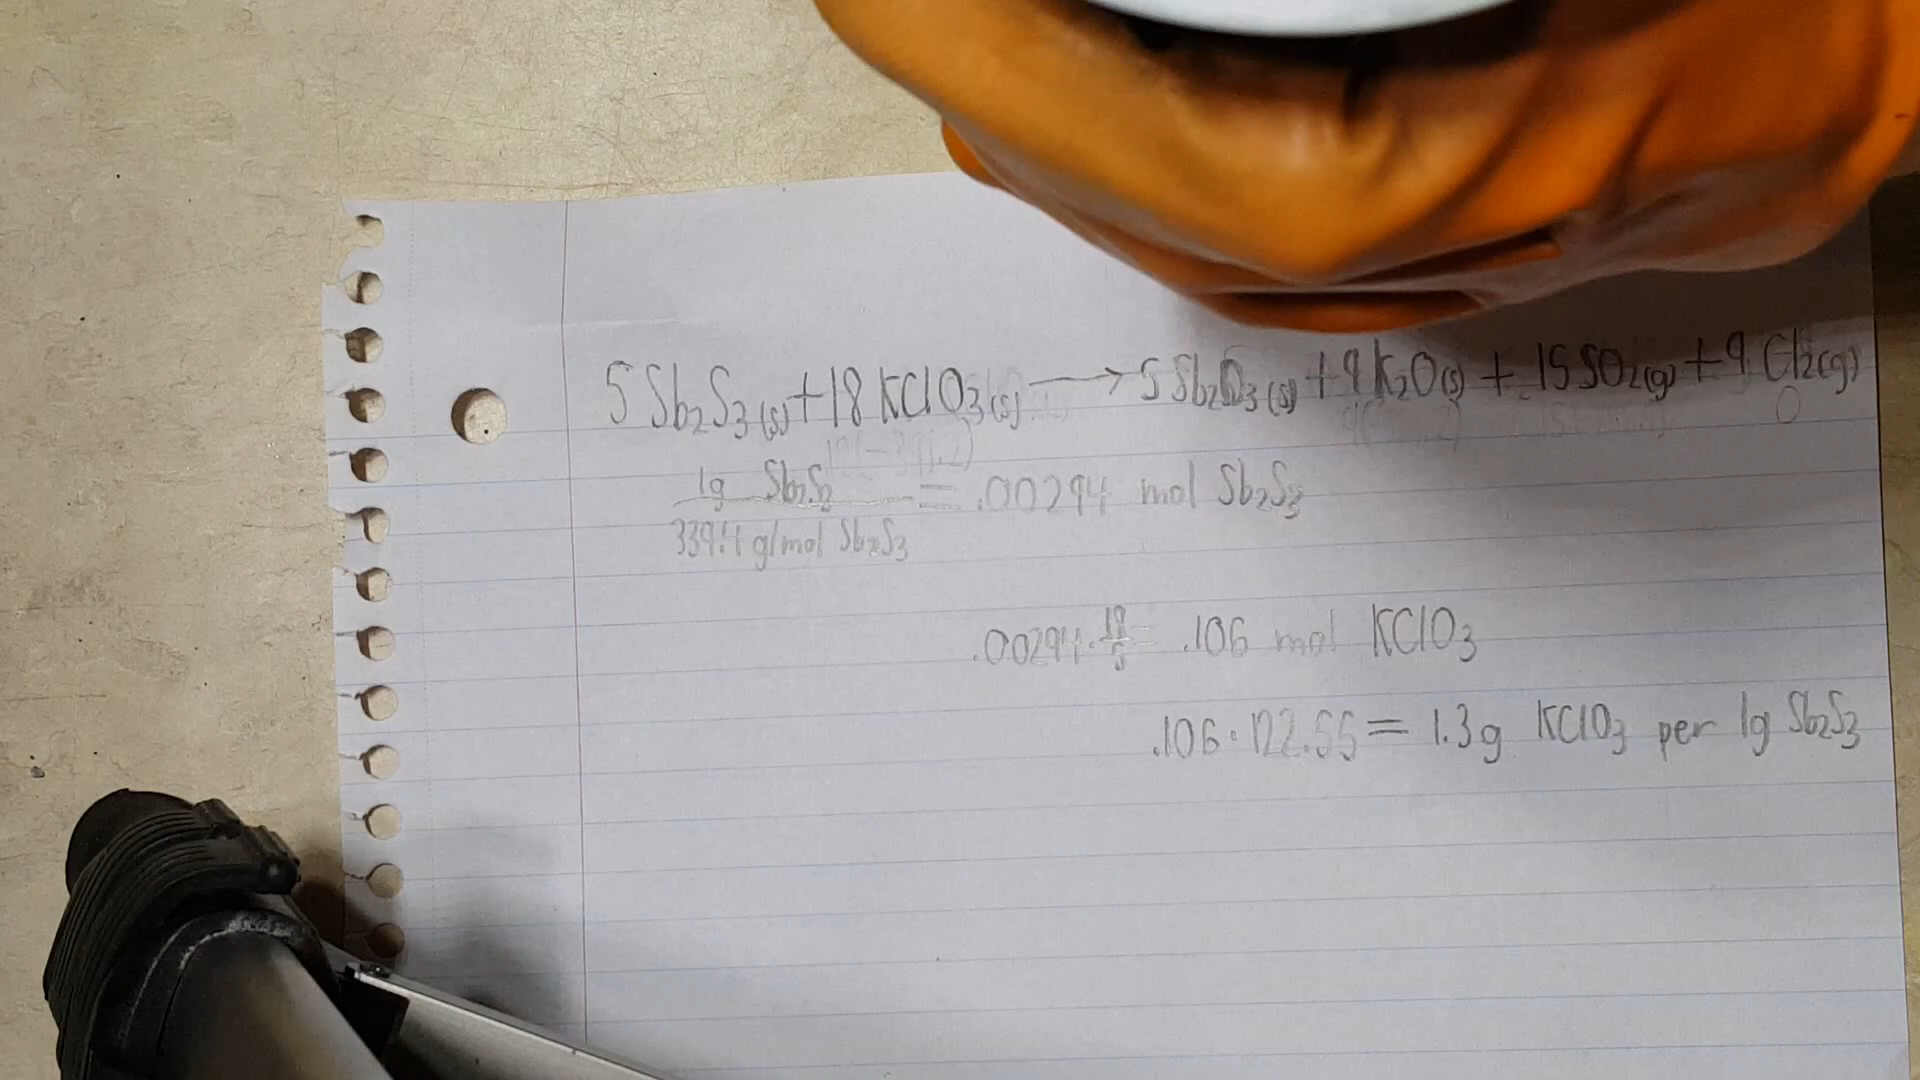 5 Sb₂S₃(s) + 18 KClO₃(s) → 5 Sb₂O₃(s) + 9 K₂O(s) + 15 SO₂(g) + 9 Cl₂(g)
1g Sb₂S₃ = .00294 mol Sb₂S₃
339.4 g/mol Sb₂S₃
.00294 · 18/5 = .106 mol KClO₃
.106 · 122.55 = 1.3g KClO₃ per 1g Sb₂S₃